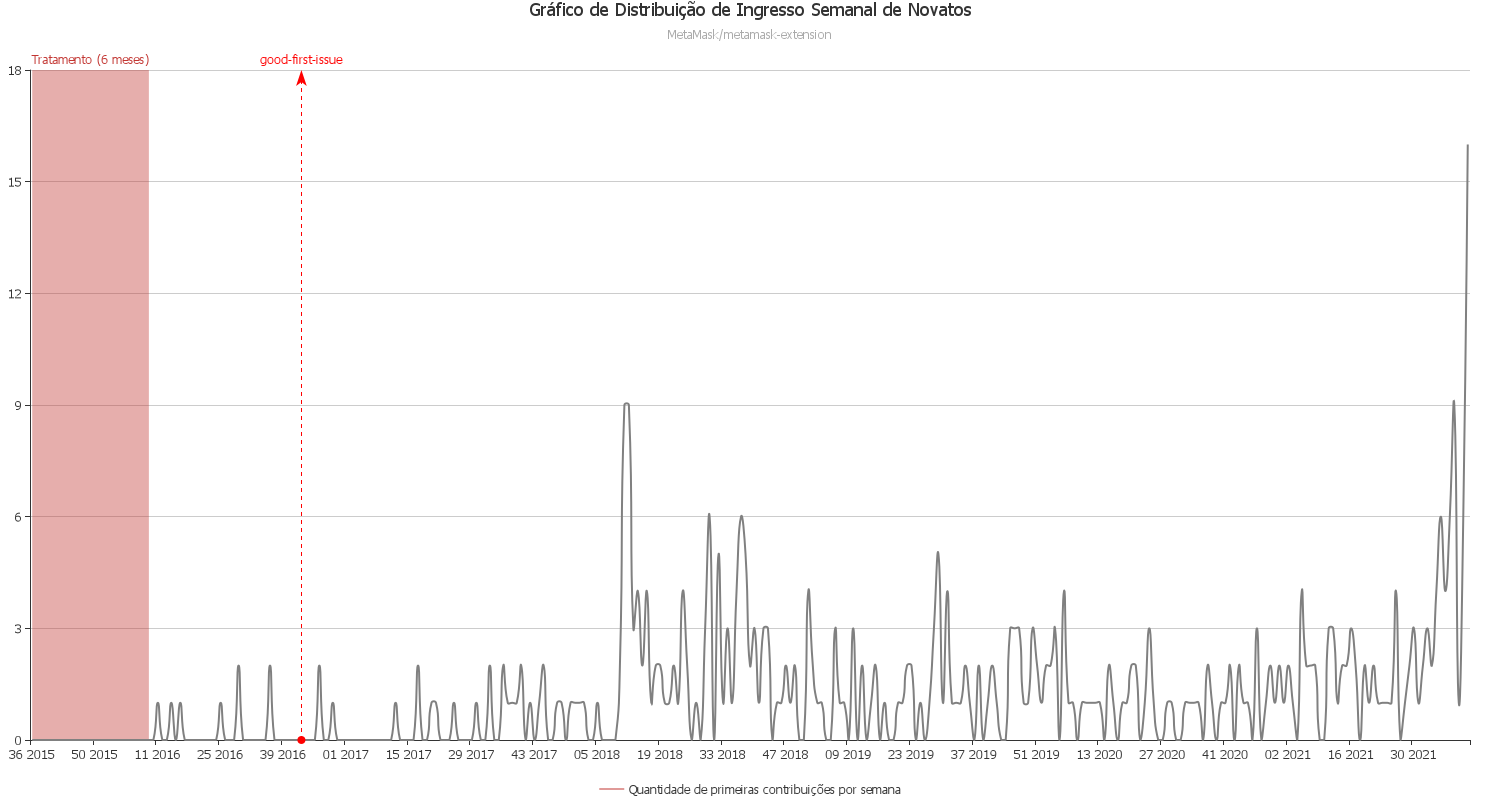 Gráfico de Distribuição de Ingresso Semanal de Novatos
MetaMask/metamask-extension
Tratamento (6 meses)
good-first-issue
18
15
12
9
6
3
0
36 2015 50 2015 11 2016 25 2016 39 2016 01 2017 15 2017 29 2017 43 2017 05 2018 19 2018 33 2018 47 2018 09 2019 23 2019 37 2019 51 2019 13 2020 27 2020 41 2020 02 2021 16 2021 30 2021
Quantidade de primeiras contribuições por semana